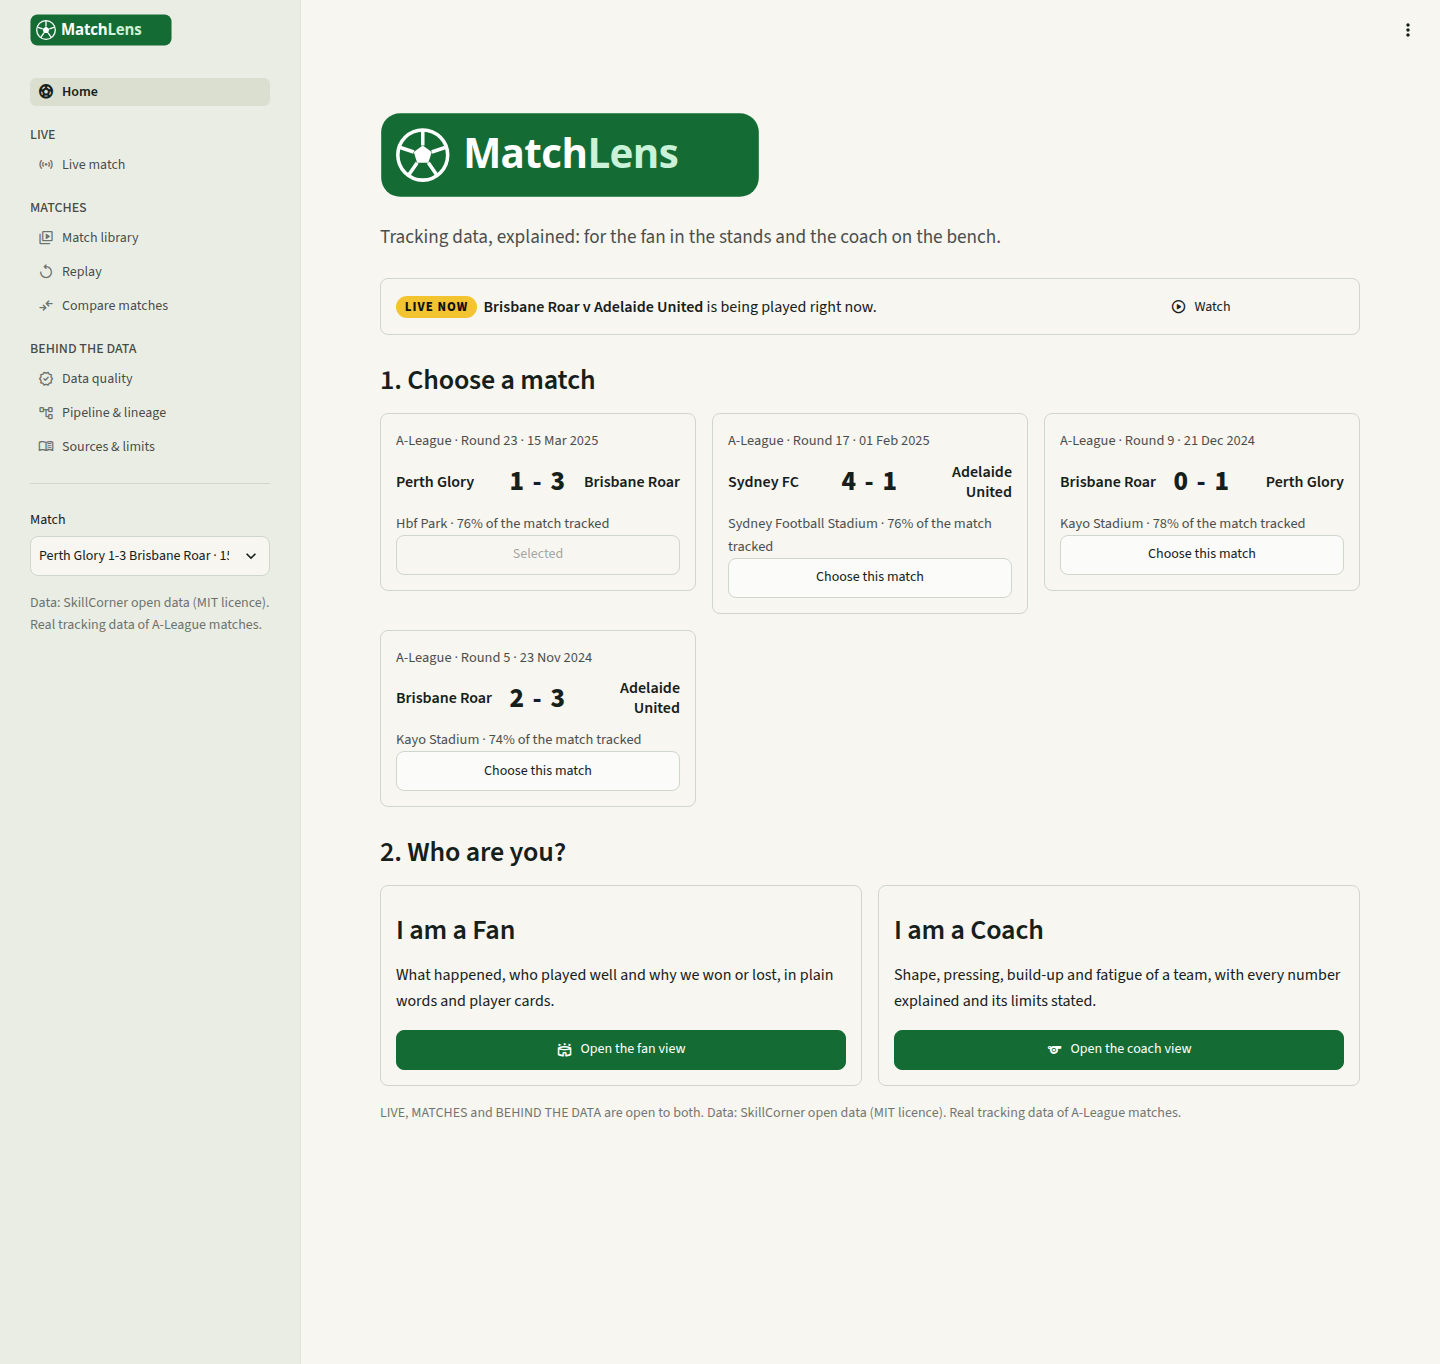 MatchLens
Home
LIVE
Live match
MATCHES
Match library
Replay
Compare matches
BEHIND THE DATA
Data quality
Pipeline & lineage
Sources & limits
Match
Perth Glory 1-3 Brisbane Roar · 15
Data: SkillCorner open data (MIT licence).
Real tracking data of A-League matches.
MatchLens
Tracking data, explained: for the fan in the stands and the coach on the bench.
LIVE NOW Brisbane Roar v Adelaide United is being played right now.
Watch
1. Choose a match
A-League · Round 23 · 15 Mar 2025
Perth Glory 1 - 3 Brisbane Roar
Hbf Park · 76% of the match tracked
Selected
A-League · Round 17 · 01 Feb 2025
Sydney FC 4 - 1 Adelaide
United
Sydney Football Stadium · 76% of the match
tracked
Choose this match
A-League · Round 9 · 21 Dec 2024
Brisbane Roar 0 - 1 Perth Glory
Kayo Stadium · 78% of the match tracked
Choose this match
A-League · Round 5 · 23 Nov 2024
Brisbane Roar 2 - 3 Adelaide
United
Kayo Stadium · 74% of the match tracked
Choose this match
2. Who are you?
I am a Fan
What happened, who played well and why we won or lost, in plain
words and player cards.
Open the fan view
I am a Coach
Shape, pressing, build-up and fatigue of a team, with every number
explained and its limits stated.
Open the coach view
LIVE, MATCHES and BEHIND THE DATA are open to both. Data: SkillCorner open data (MIT licence). Real tracking data of A-League matches.